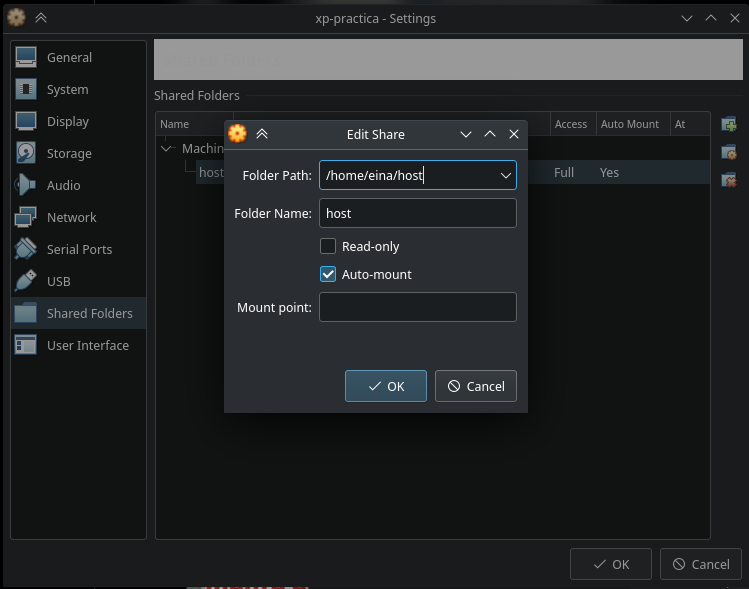 xp-practica - Settings
General
System
Display
Storage
Audio
Network
Serial Ports
USB
Shared Folders
User Interface
Shared Folders
Name
Access
Auto Mount
At
Machin
host
Full
Yes
Edit Share
Folder Path:
/home/eina/host
Folder Name:
host
Read-only
Auto-mount
Mount point:
OK
Cancel
OK
Cancel